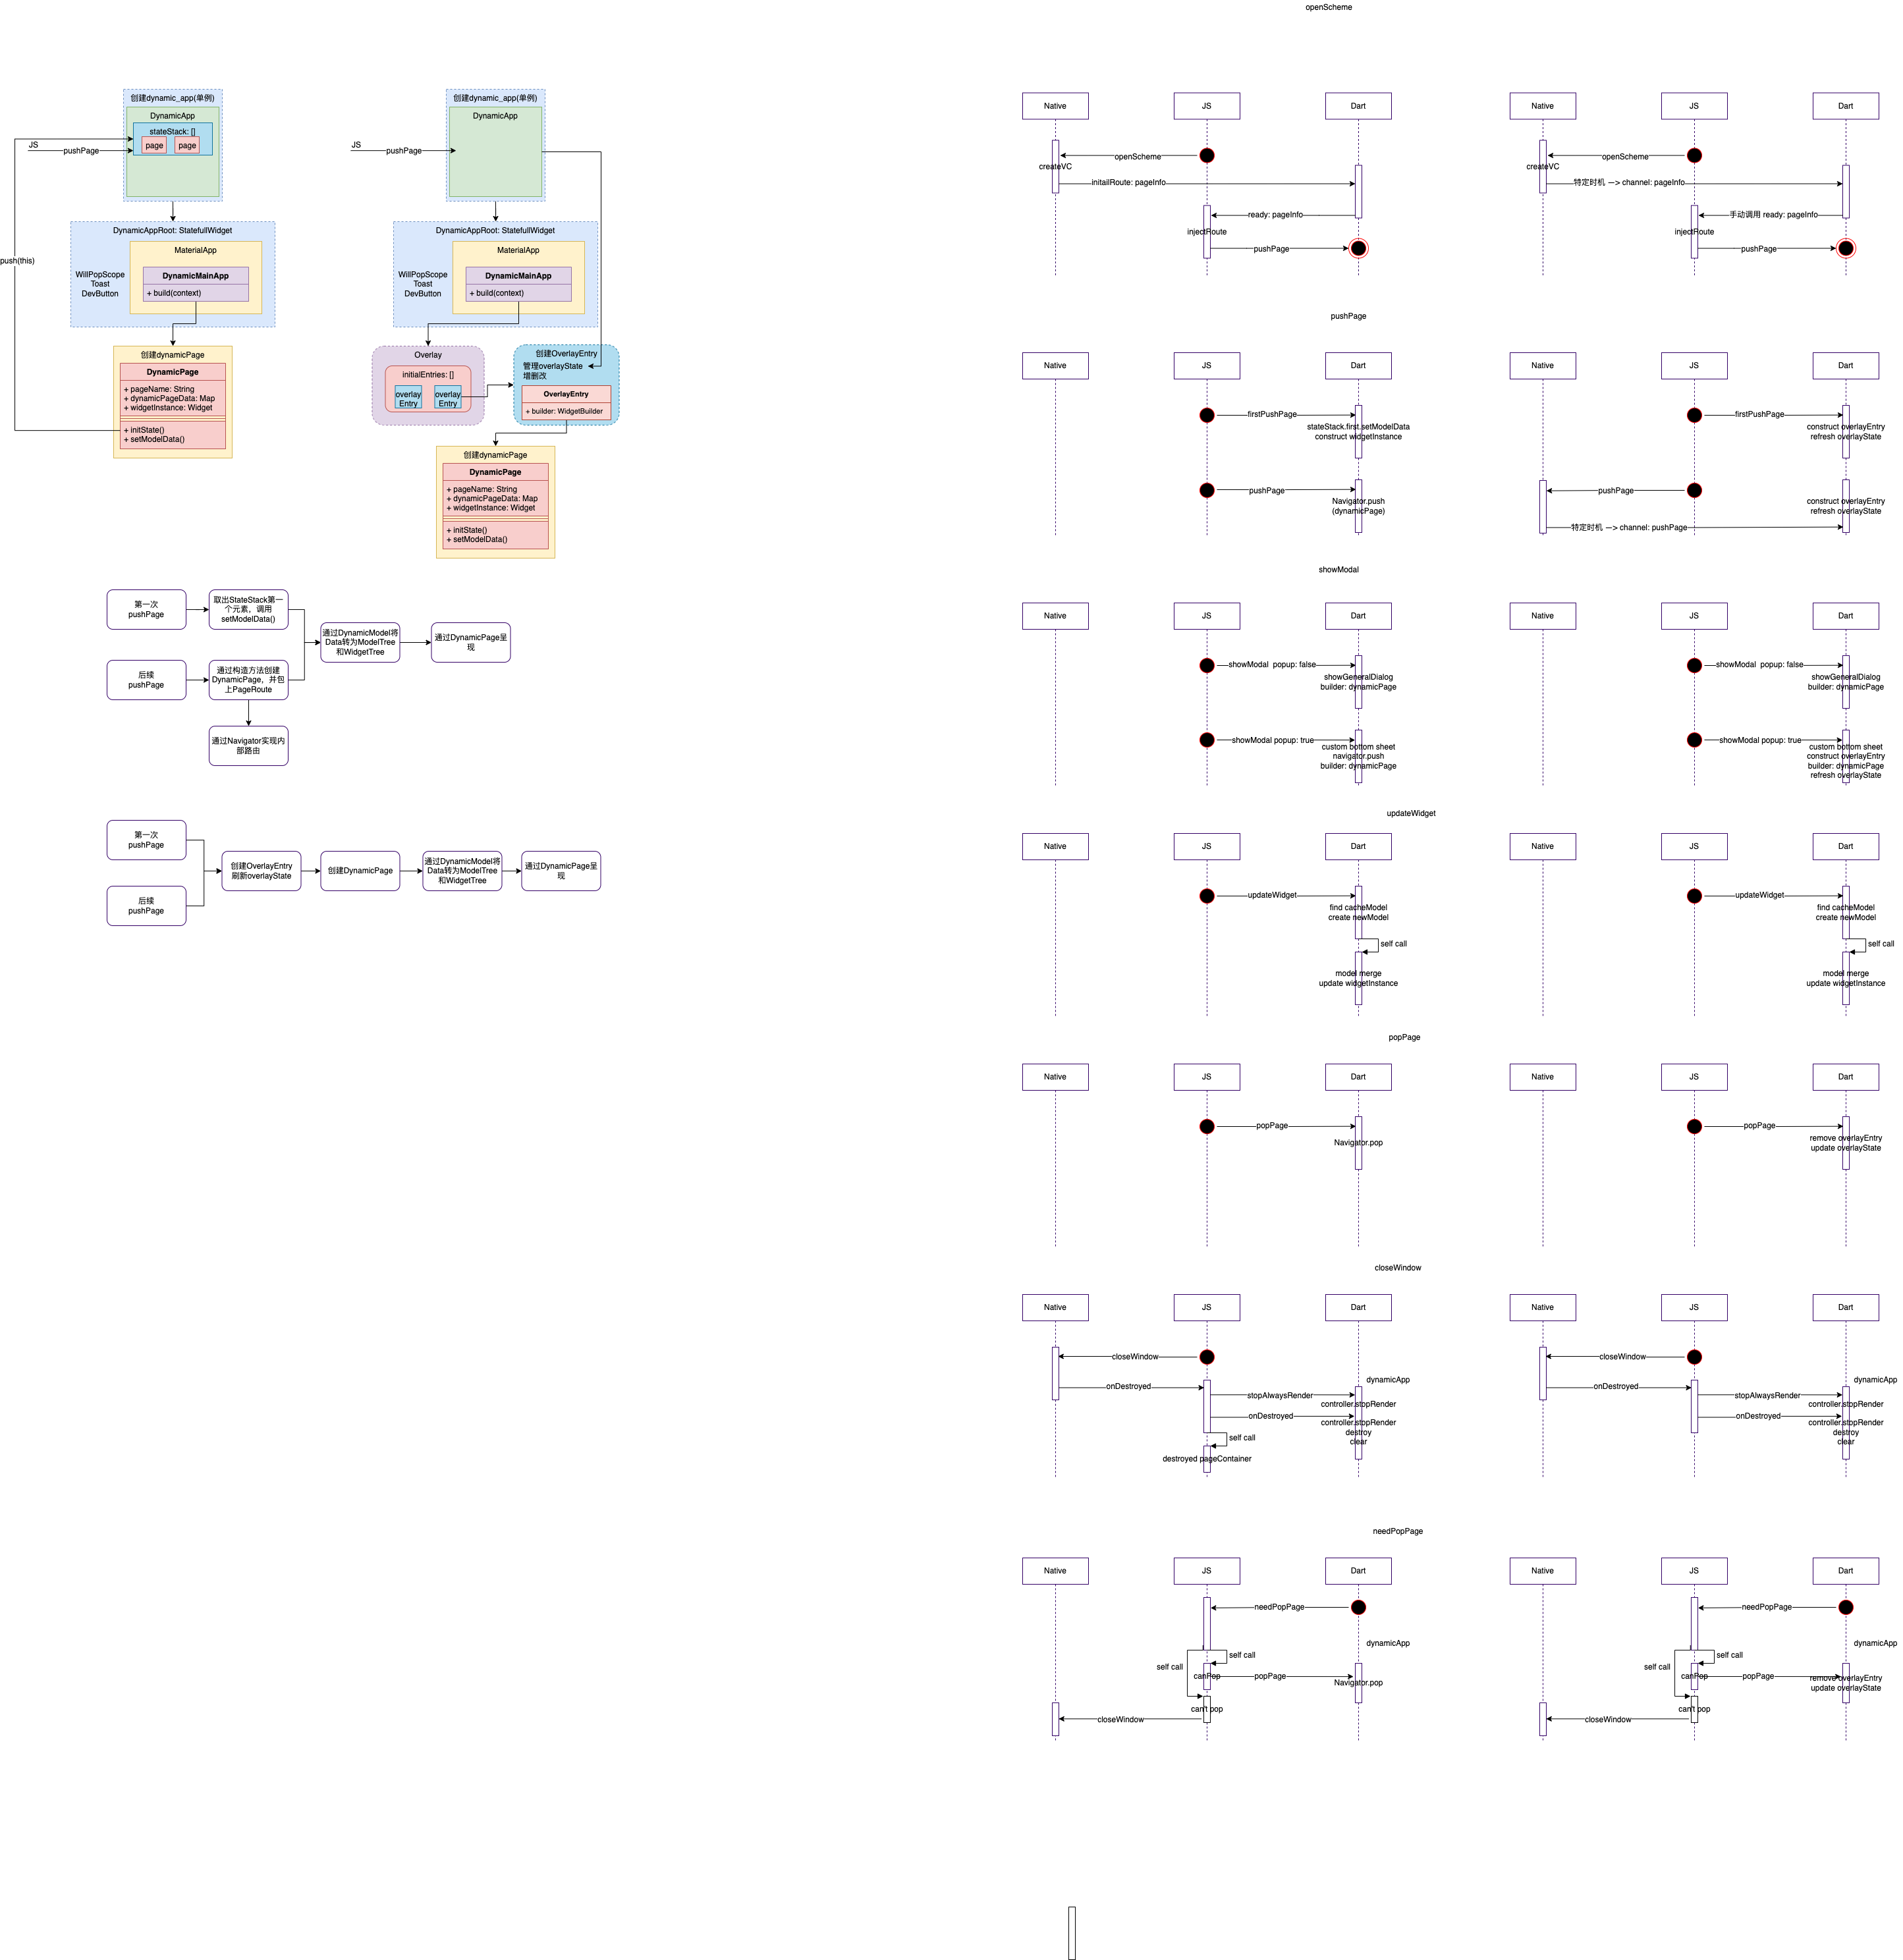 创建dynamic_app(单例)
DynamicApp
stateStack: []
page
page
JS
pushPage
push(this)
DynamicAppRoot: StatefullWidget
MaterialApp
WillPopScope
Toast
DevButton
DynamicMainApp
+ build(context)
创建dynamicPage
DynamicPage
+ pageName: String
+ dynamicPageData: Map
+ widgetInstance: Widget
+ initState()
+ setModelData()
创建dynamic_app(单例)
DynamicApp
JS
pushPage
DynamicAppRoot: StatefullWidget
MaterialApp
WillPopScope
Toast
DevButton
DynamicMainApp
+ build(context)
Overlay
initialEntries: []
overlay
Entry
overlay
Entry
创建OverlayEntry
管理overlayState
增删改
OverlayEntry
+ builder: WidgetBuilder
创建dynamicPage
DynamicPage
+ pageName: String
+ dynamicPageData: Map
+ widgetInstance: Widget
+ initState()
+ setModelData()
第一次
pushPage
取出StateStack第一
个元素，调用
setModelData()
后续
pushPage
通过构造方法创建
DynamicPage，并包
上PageRoute
通过DynamicModel将
Data转为ModelTree
和WidgetTree
通过DynamicPage呈
现
通过Navigator实现内
部路由
第一次
pushPage
后续
pushPage
创建OverlayEntry
刷新overlayState
创建DynamicPage
通过DynamicModel将
Data转为ModelTree
和WidgetTree
通过DynamicPage呈
现
openScheme
Native
JS
Dart
openScheme
createVC
initailRoute: pageInfo
ready: pageInfo
injectRoute
pushPage
Native
JS
Dart
openScheme
createVC
特定时机 —> channel: pageInfo
手动调用 ready: pageInfo
injectRoute
pushPage
pushPage
Native
JS
Dart
firstPushPage
stateStack.first.setModelData
construct widgetInstance
pushPage
Navigator.push
(dynamicPage)
Native
JS
Dart
firstPushPage
construct overlayEntry
refresh overlayState
pushPage
construct overlayEntry
refresh overlayState
特定时机 —> channel: pushPage
showModal
Native
JS
Dart
showModal  popup: false
showGeneralDialog
builder: dynamicPage
showModal popup: true
custom bottom sheet
navigator.push
builder: dynamicPage
Native
JS
Dart
showModal  popup: false
showGeneralDialog
builder: dynamicPage
showModal popup: true
custom bottom sheet
construct overlayEntry
builder: dynamicPage
refresh overlayState
updateWidget
Native
JS
Dart
updateWidget
find cacheModel
create newModel
self call
model merge
update widgetInstance
Native
JS
Dart
updateWidget
find cacheModel
create newModel
self call
model merge
update widgetInstance
popPage
Native
JS
Dart
popPage
Navigator.pop
Native
JS
Dart
popPage
remove overlayEntry
update overlayState
closeWindow
Native
JS
Dart
closeWindow
dynamicApp
onDestroyed
stopAlwaysRender
controller.stopRender
onDestroyed
controller.stopRender
destroy
clear
self call
destroyed pageContainer
Native
JS
Dart
closeWindow
dynamicApp
onDestroyed
stopAlwaysRender
controller.stopRender
onDestroyed
controller.stopRender
destroy
clear
needPopPage
Native
JS
Dart
needPopPage
dynamicApp
self call
self call
canPop
popPage
Navigator.pop
can't pop
closeWindow
Native
JS
Dart
needPopPage
dynamicApp
self call
self call
canPop
popPage
remove overlayEntry
update overlayState
can't pop
closeWindow